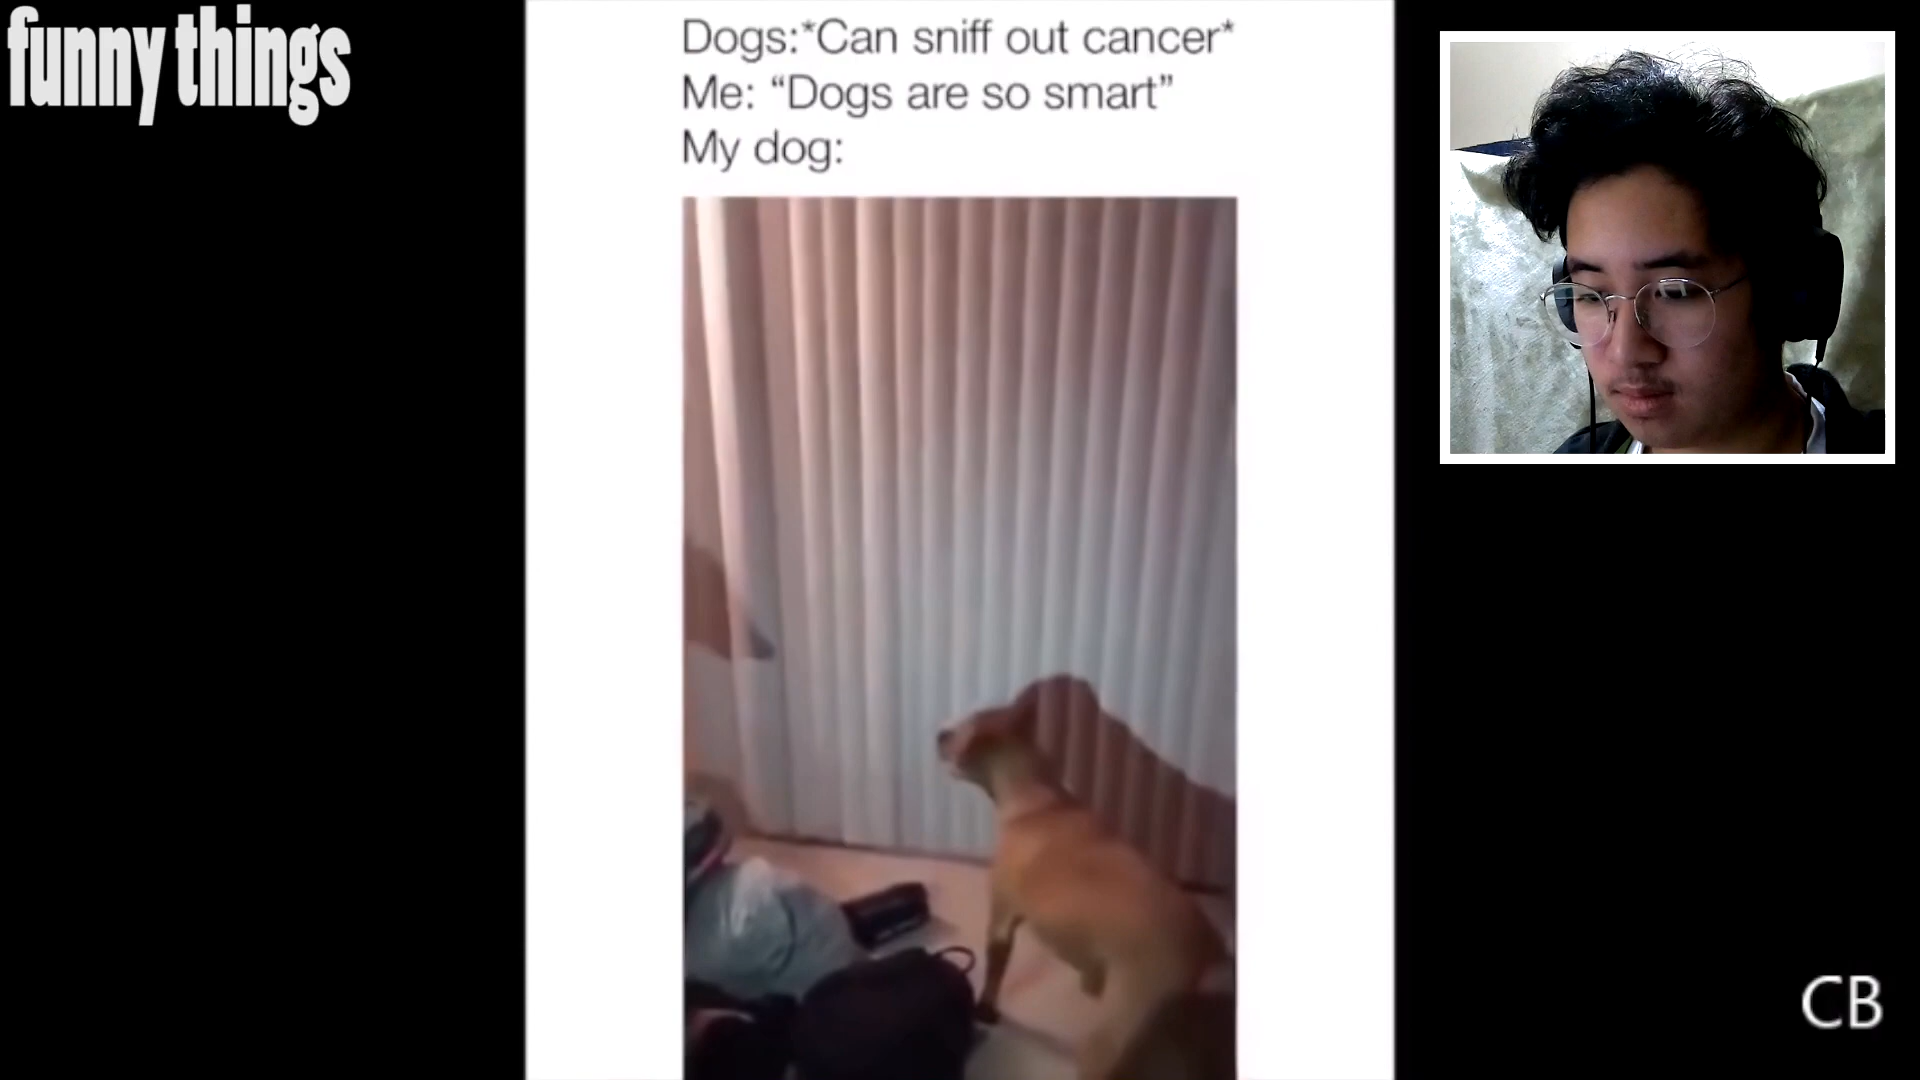 funny things
Dogs:*Can sniff out cancer*
Me: “Dogs are so smart”
My dog:
CB